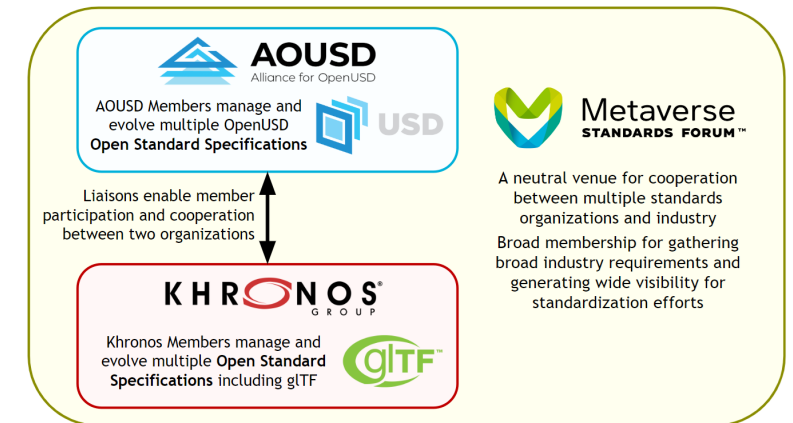 AOUSD
Alliance for OpenUSD
AOUSD Members manage and
evolve multiple OpenUSD
Open Standard Specifications
USD
Liaisons enable member
participation and cooperation
between two organizations
KHRONOS®
GROUP
Khronos Members manage and
evolve multiple Open Standard
Specifications including glTF
glTF™
Metaverse
STANDARDS FORUM™
A neutral venue for cooperation
between multiple standards
organizations and industry
Broad membership for gathering
broad industry requirements and
generating wide visibility for
standardization efforts